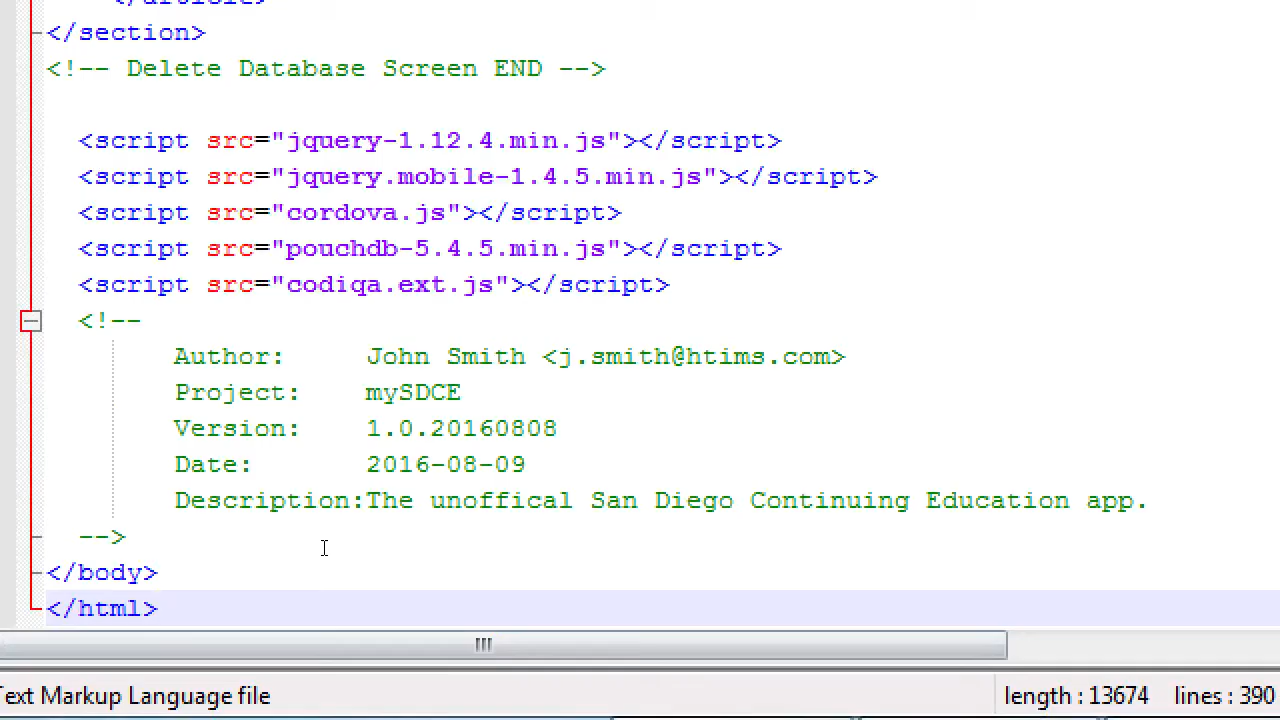 </article>
</section>
<!-- Delete Database Screen END -->
<script src="jquery-1.12.4.min.js"></script>
<script src="jquery.mobile-1.4.5.min.js"></script>
<script src="cordova.js"></script>
<script src="pouchdb-5.4.5.min.js"></script>
<script src="codiqa.ext.js"></script>
<!--
Author: John Smith <j.smith@htims.com>
Project: mySDCE
Version: 1.0.20160808
Date: 2016-08-09
Description:The unoffical San Diego Continuing Education app.
-->
</body>
</html>
Text Markup Language file length : 13674 lines : 390